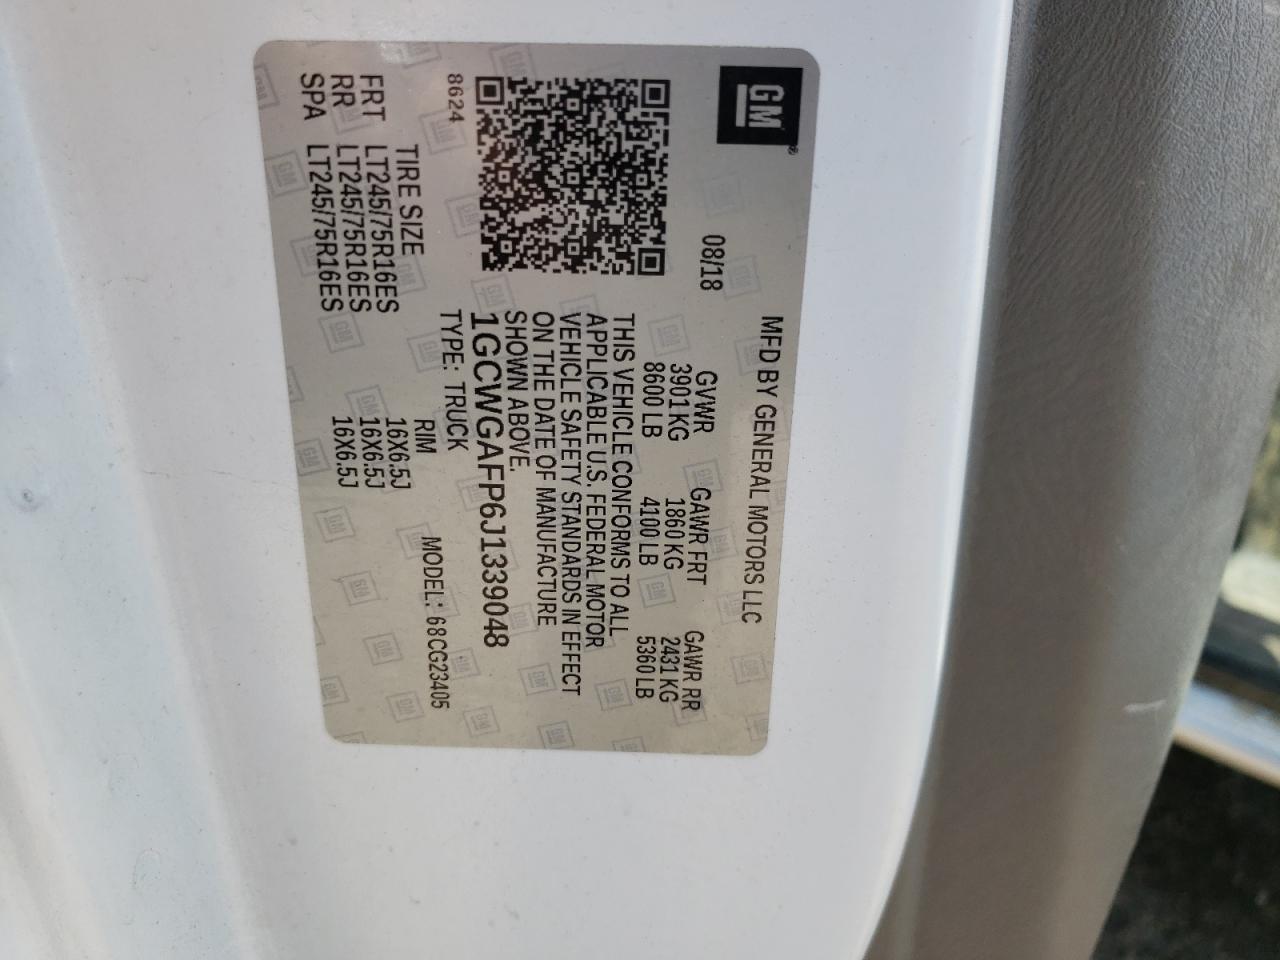 GM
MFD BY GENERAL MOTORS LLC
08/18 GVWR GAWR FRT GAWR RR
3901 KG 1860 KG 2431 KG
8600 LB 4100 LB 5360 LB
THIS VEHICLE CONFORMS TO ALL
APPLICABLE U.S. FEDERAL MOTOR
VEHICLE SAFETY STANDARDS IN EFFECT
ON THE DATE OF MANUFACTURE
SHOWN ABOVE.
1GCWGAFP6J1339048
8624 TYPE: TRUCK MODEL: 68CG23405
TIRE SIZE RIM
FRT LT245/75R16ES 16X6.5J
RR LT245/75R16ES 16X6.5J
SPA LT245/75R16ES 16X6.5J